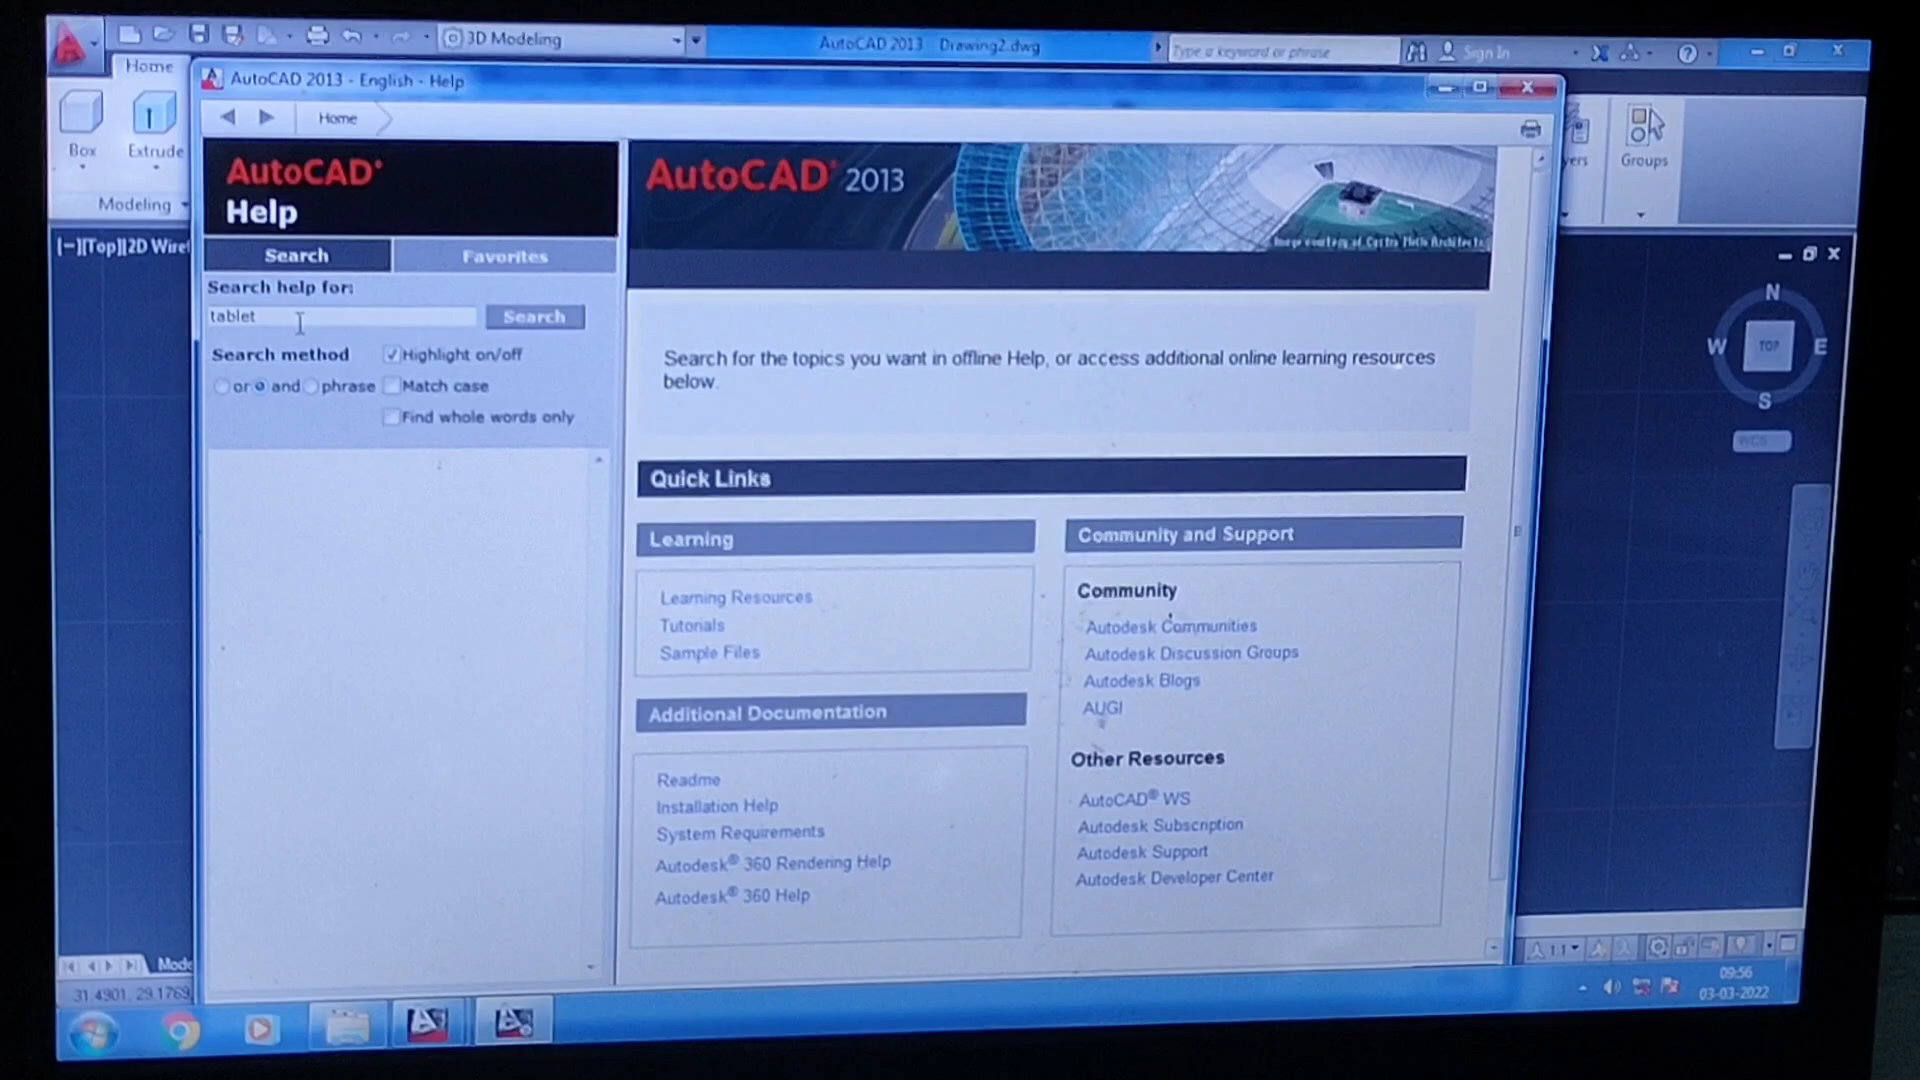 3D Modeling
AutoCAD 2013 Drawing2.dwg
Type a keyword or phrase
Sign In
Home
Box
Extrude
Modeling
Groups
AutoCAD 2013 - English - Help
Home
AutoCAD
Help
Search
Favorites
Search help for:
tablet
Search
Search method
Highlight on/off
or and phrase
Match case
Find whole words only
AutoCAD 2013
Search for the topics you want in offline Help, or access additional online learning resources
below.
Quick Links
Learning
Learning Resources
Tutorials
Sample Files
Additional Documentation
Readme
Installation Help
System Requirements
Autodesk® 360 Rendering Help
Autodesk® 360 Help
Community and Support
Community
Autodesk Communities
Autodesk Discussion Groups
Autodesk Blogs
AUGI
Other Resources
AutoCAD® WS
Autodesk Subscription
Autodesk Support
Autodesk Developer Center
[−][Top][2D Wire
N
W
TOP
E
S
WCS
Mode
31.4901, 29.1769,
09:56
03-03-2022